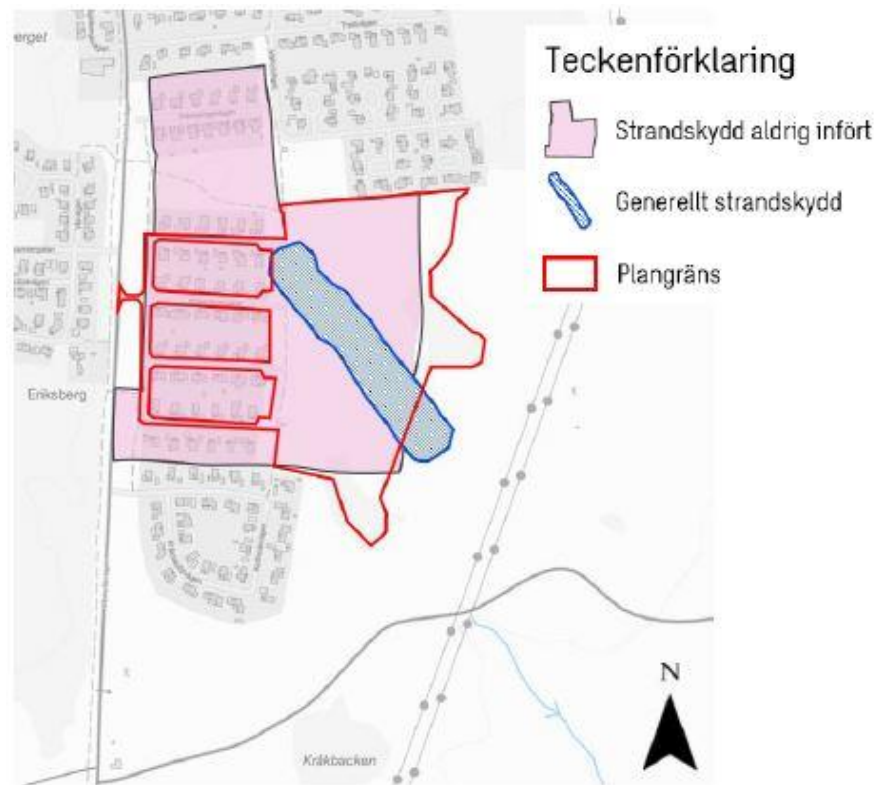 Teckenförklaring
Strandskydd aldrig infört
Generellt strandskydd
Plangräns
Eriksberg
N
Kråkbacken